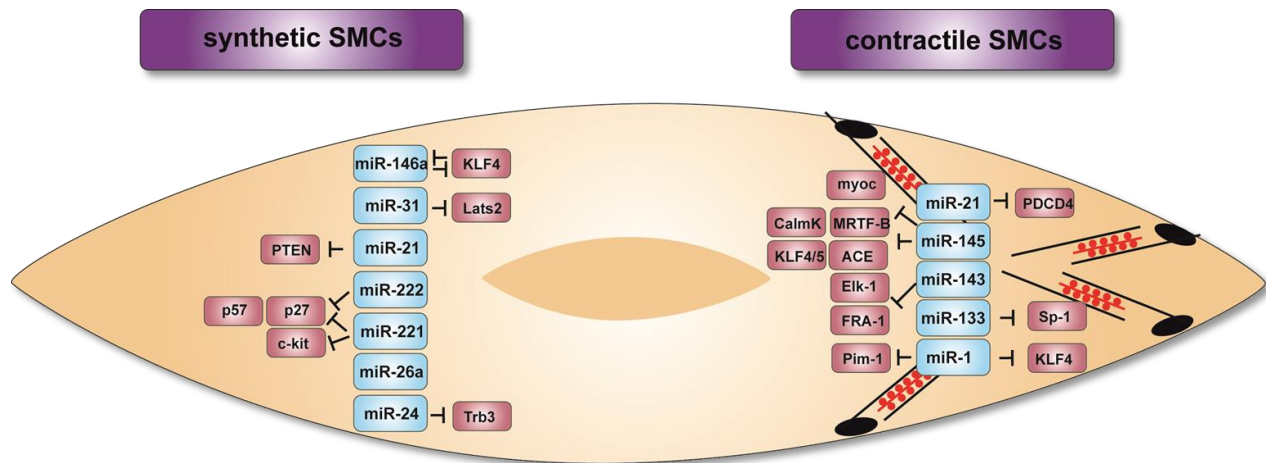 synthetic SMCs
contractile SMCs
miR-146a
KLF4
miR-31
Lats2
PTEN
miR-21
miR-222
p57
p27
miR-221
c-kit
miR-26a
miR-24
Trb3
myoc
miR-21
PDCD4
CalmK
MRTF-B
miR-145
KLF4/5
ACE
miR-143
Elk-1
FRA-1
miR-133
Sp-1
Pim-1
miR-1
KLF4